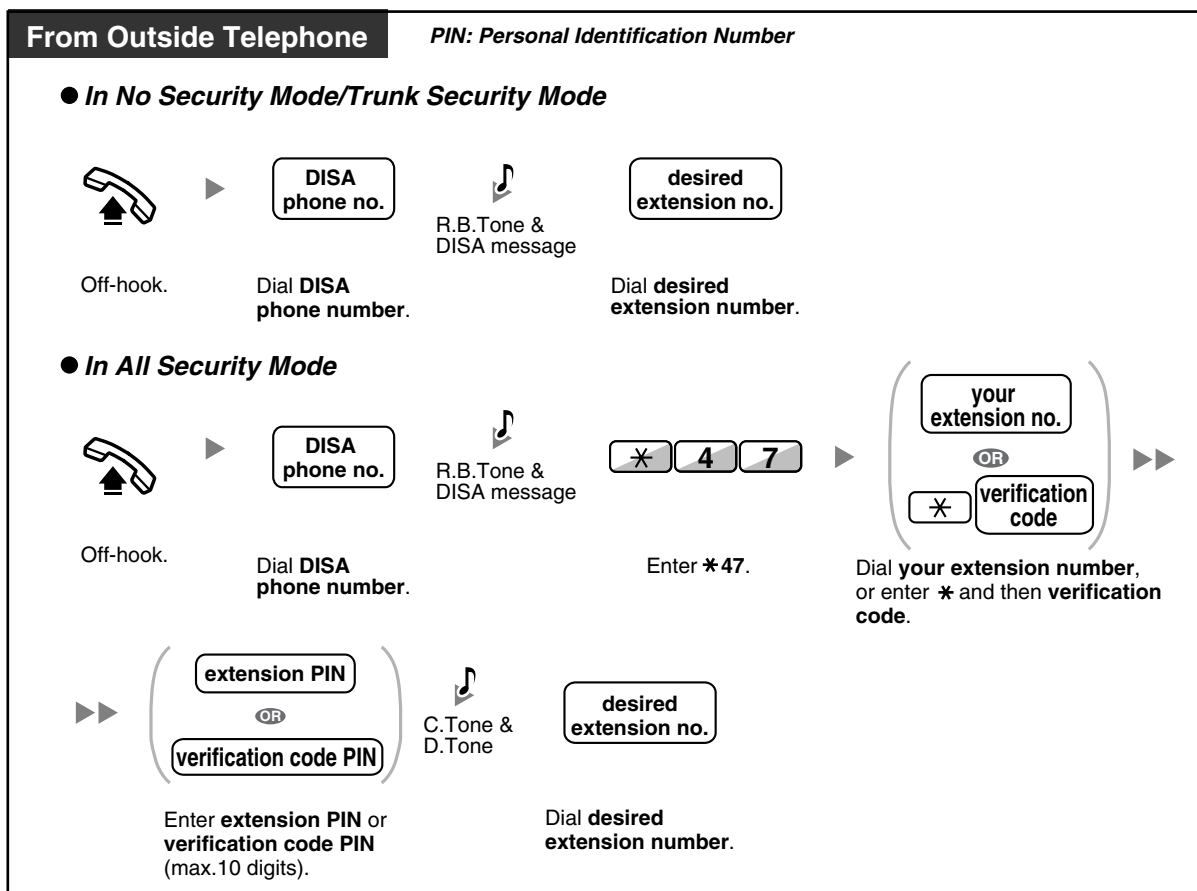 From Outside Telephone
PIN: Personal Identification Number
● In No Security Mode/Trunk Security Mode
DISA
phone no.
R.B.Tone &
DISA message
desired
extension no.
Off-hook.
Dial DISA
phone number.
Dial desired
extension number.
● In All Security Mode
DISA
phone no.
R.B.Tone &
DISA message
* 4 7
your
extension no.
OR
* verification
code
Off-hook.
Dial DISA
phone number.
Enter *47.
Dial your extension number,
or enter * and then verification
code.
extension PIN
OR
verification code PIN
C.Tone &
D.Tone
desired
extension no.
Enter extension PIN or
verification code PIN
(max.10 digits).
Dial desired
extension number.